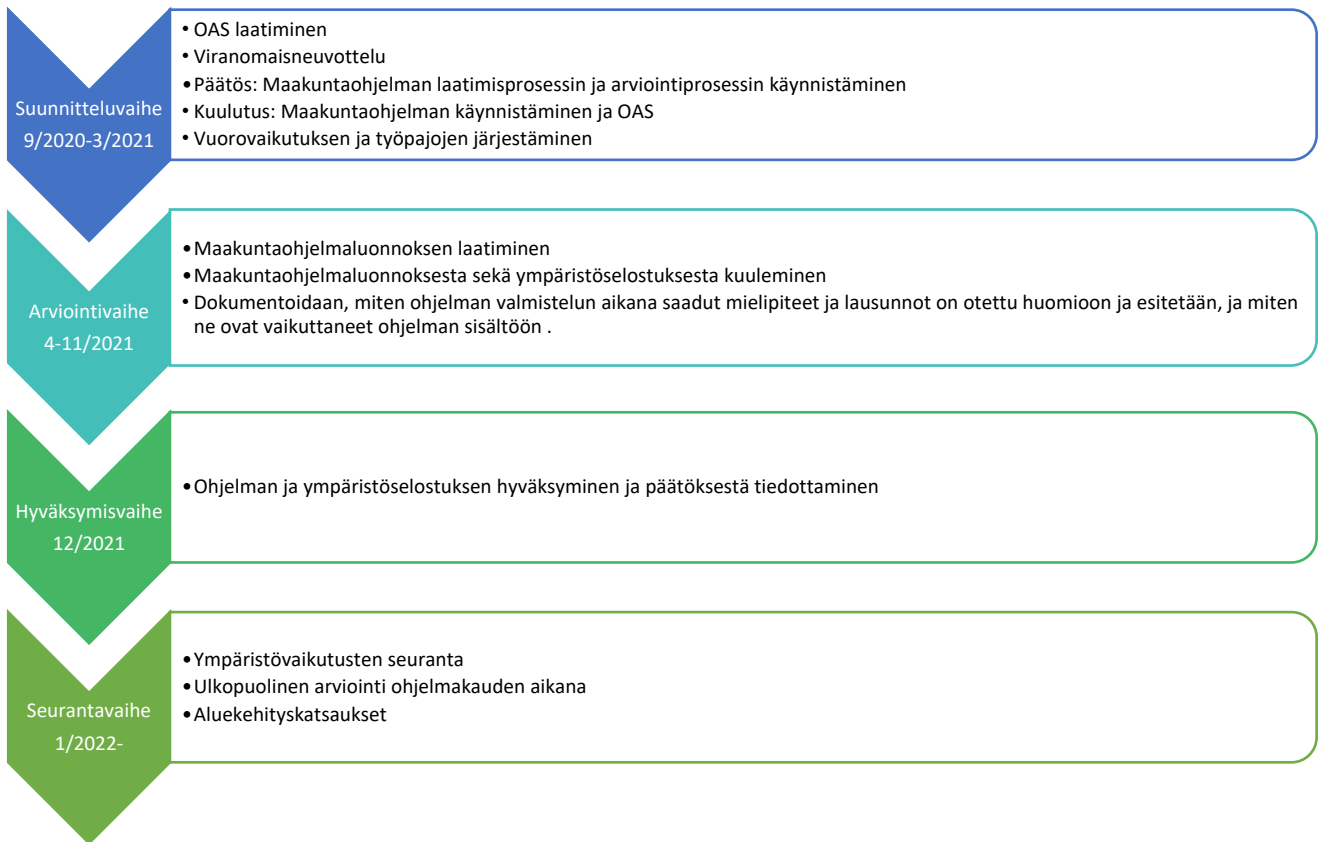 Suunnitteluvaihe
9/2020-3/2021
• OAS laatiminen
• Viranomaisneuvottelu
•Päätös: Maakuntaohjelman laatimisprosessin ja arviointiprosessin käynnistäminen
• Kuulutus: Maakuntaohjelman käynnistäminen ja OAS
• Vuorovaikutuksen ja työpajojen järjestäminen
Arviointivaihe
4-11/2021
•Maakuntaohjelmaluonnoksen laatiminen
•Maakuntaohjelmaluonnoksesta sekä ympäristöselostuksesta kuuleminen
• Dokumentoidaan, miten ohjelman valmistelun aikana saadut mielipiteet ja lausunnot on otettu huomioon ja esitetään, ja miten
ne ovat vaikuttaneet ohjelman sisältöön .
Hyväksymisvaihe
12/2021
•Ohjelman ja ympäristöselostuksen hyväksyminen ja päätöksestä tiedottaminen
Seurantavaihe
1/2022-
•Ympäristövaikutusten seuranta
•Ulkopuolinen arviointi ohjelmakauden aikana
•Aluekehityskatsaukset